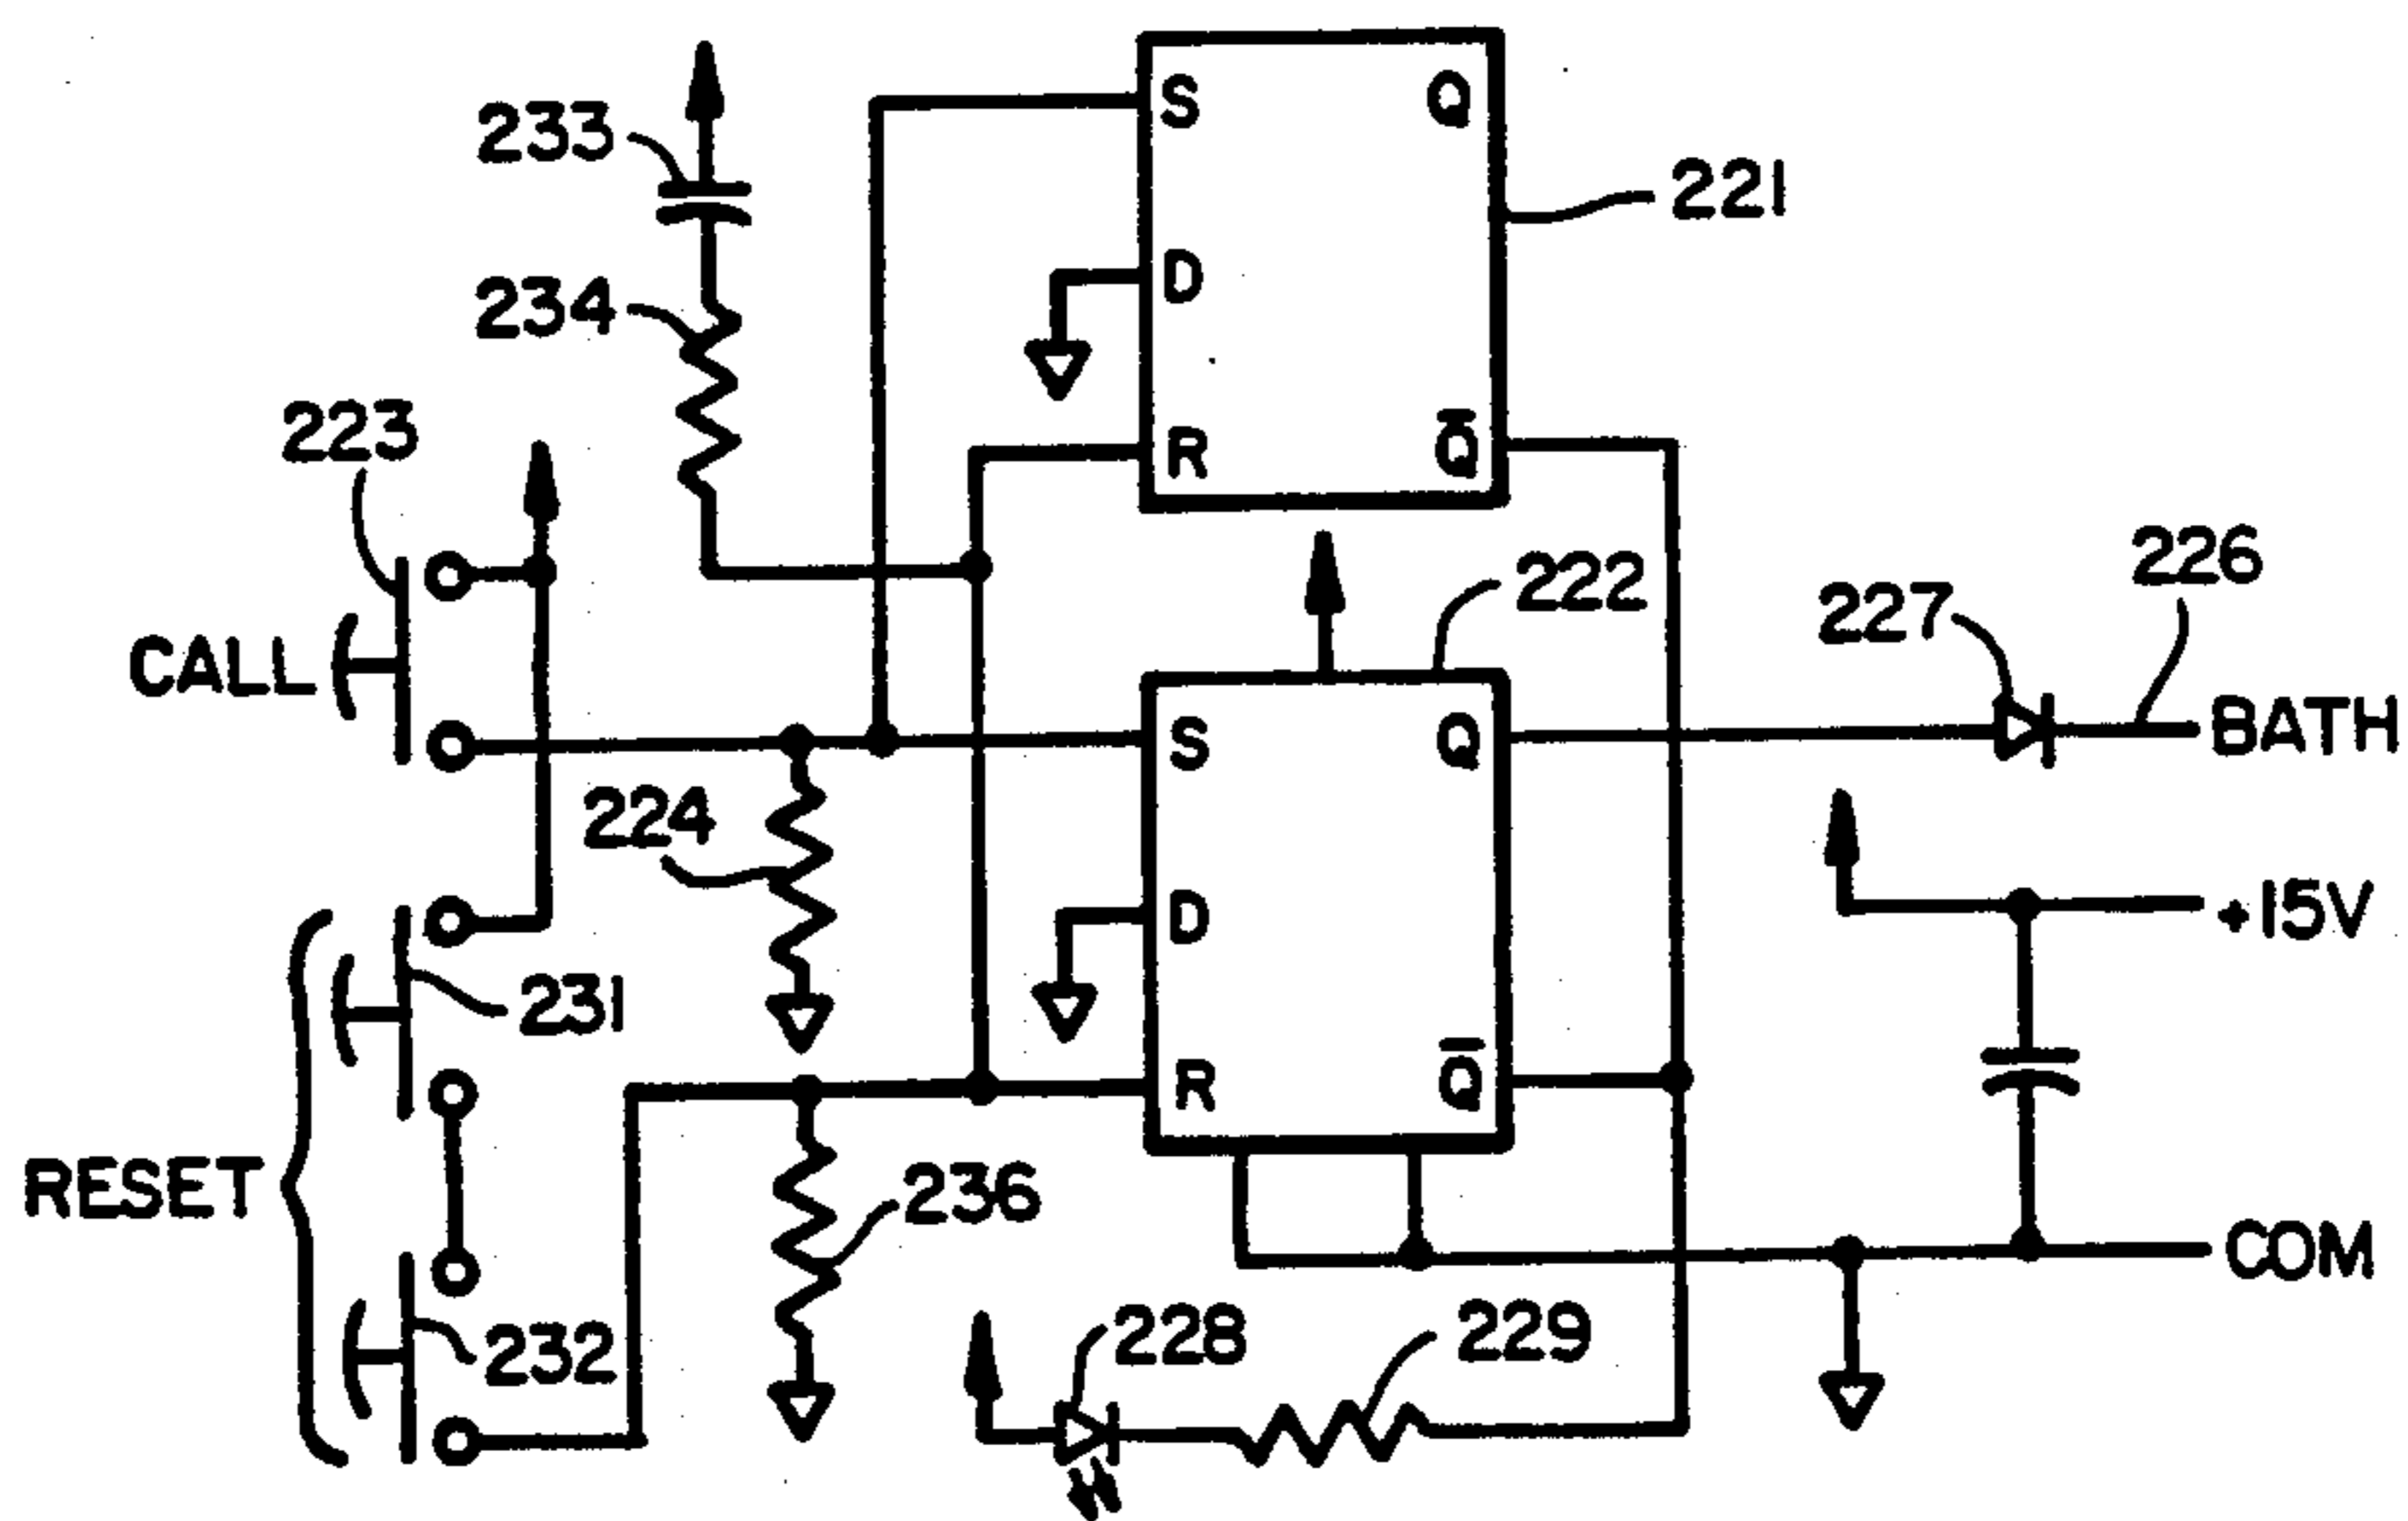 233
S
Q
221
234
D
223
R
Q̅
222
226
227
CALL
BATH
S
Q
224
+15V
D
231
R
Q̅
RESET
236
COM
232
228
229